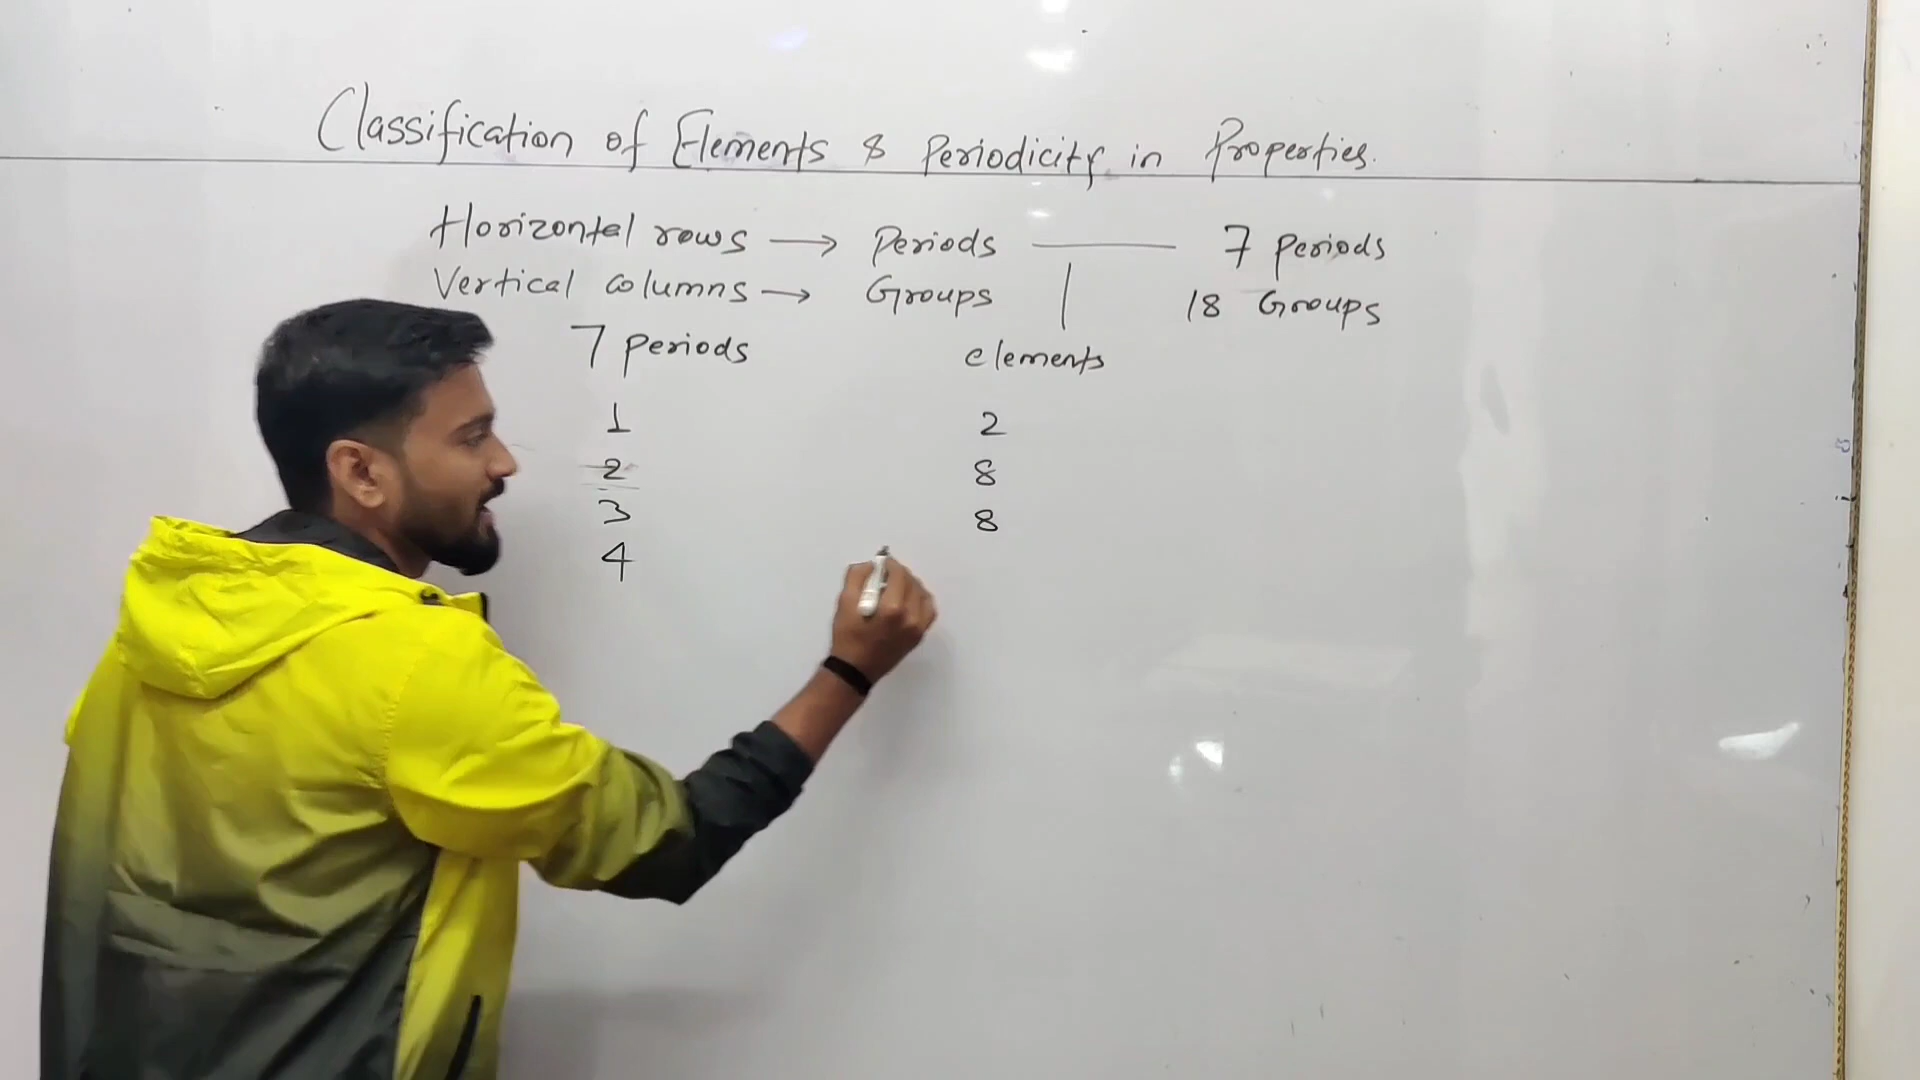 Classification of Elements & Periodicity in Properties.
Horizontal rows → Periods — 7 periods
Vertical columns → Groups | 18 Groups
7 periods elements
1 2
2 8
3 8
4